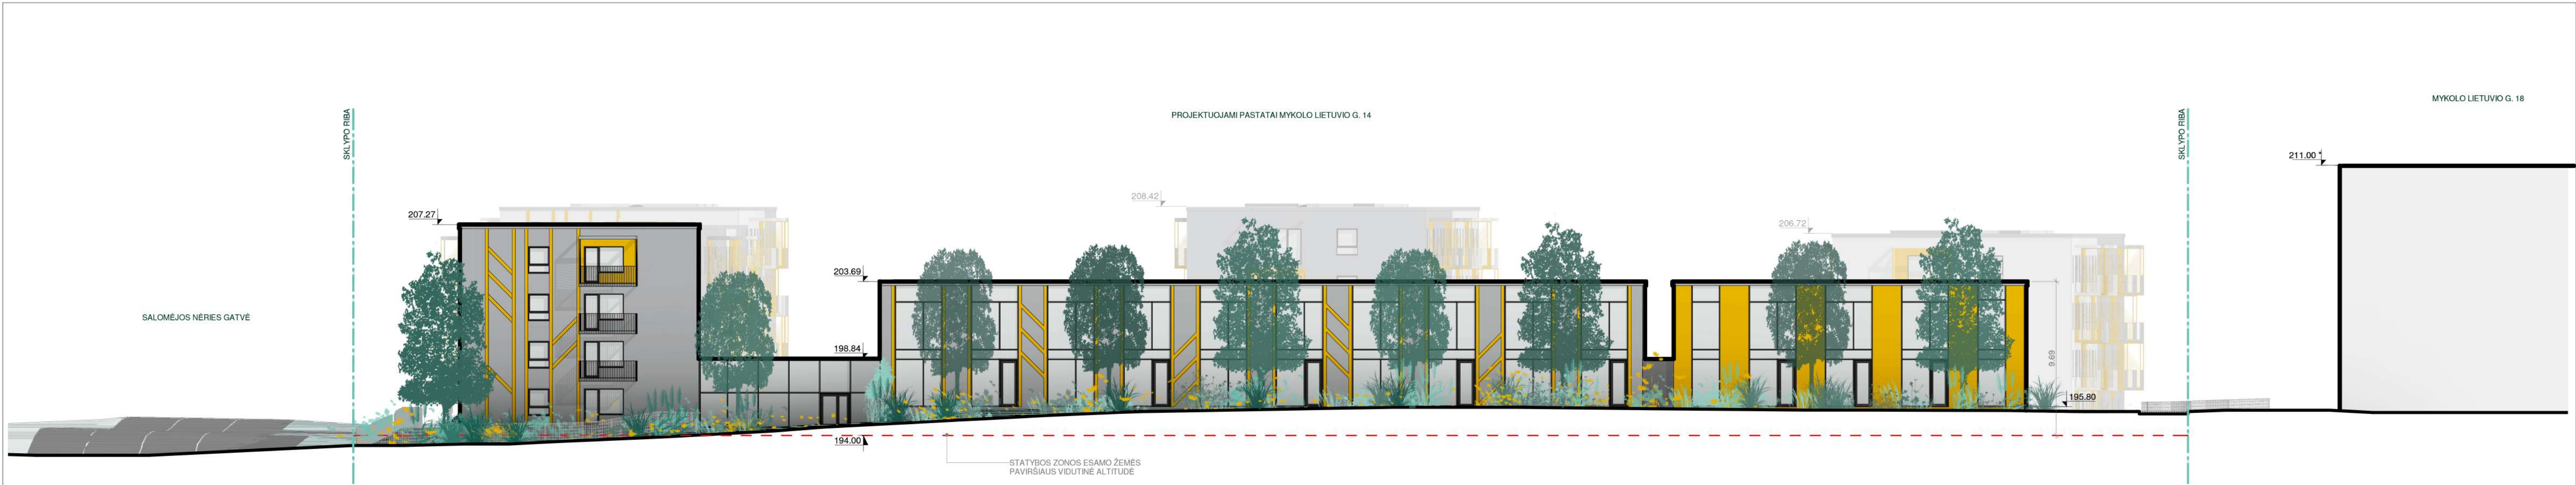 MYKOLO LIETUVIO G. 18
PROJEKTUOJAMI PASTATAI MYKOLO LIETUVIO G. 14
SKLYPO RIBA
SKLYPO RIBA
211.00 *
208.42
207.27
206.72
203.69
SALOMĖJOS NĖRIES GATVĖ
198.84
9.69
195.80
194.00
STATYBOS ZONOS ESAMO ŽEMĖS
PAVIRŠIAUS VIDUTINĖ ALTITUDĖ